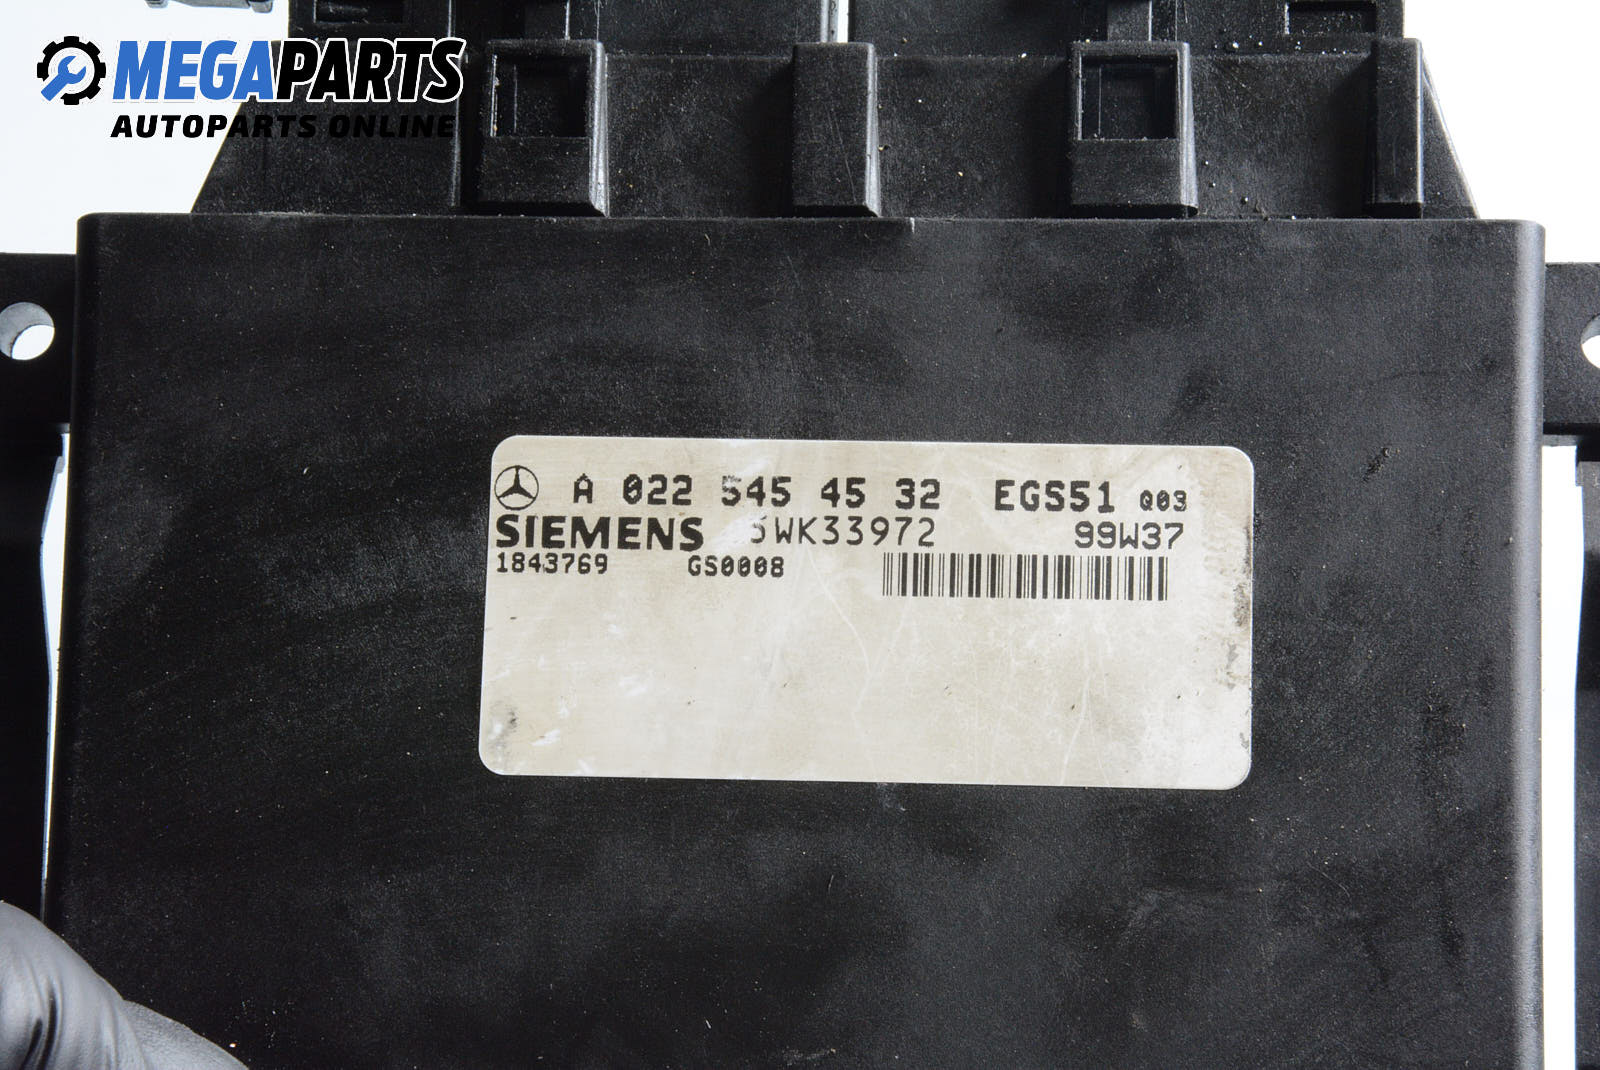 MEGAPARTS
AUTOPARTS ONLINE
A 022 545 45 32 EGS51 Q03
SIEMENS 5WK33972 99W37
1843769 GS0008